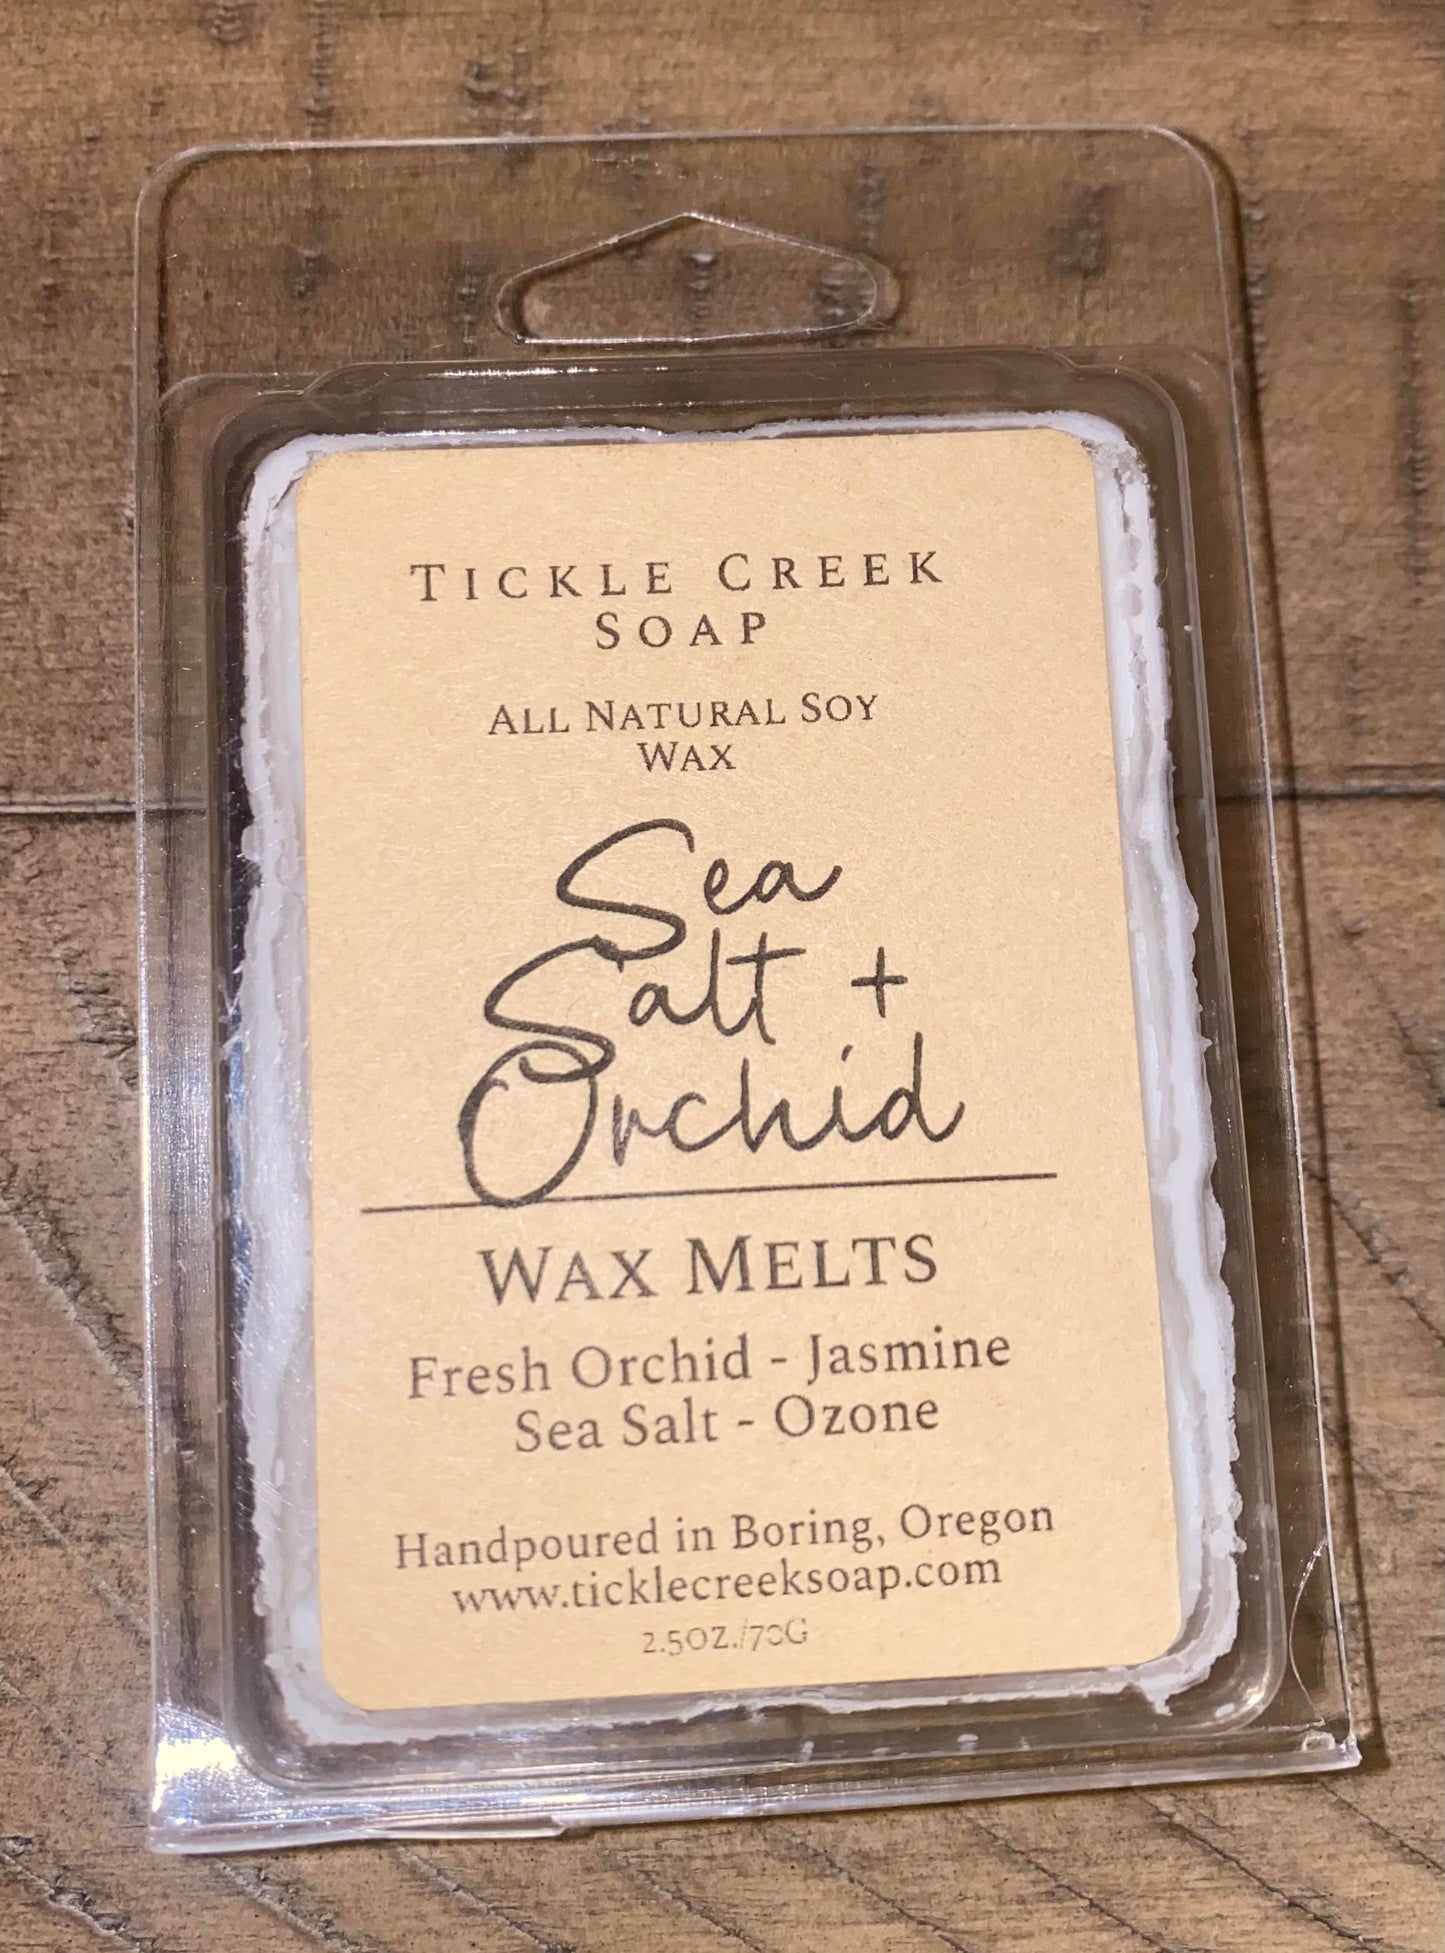 Tickle Creek
Soap
All Natural Soy
Wax
Sea
Salt +
Orchid
Wax Melts
Fresh Orchid - Jasmine
Sea Salt - Ozone
Handpoured in Boring, Oregon
www.ticklecreeksoap.com
2.5oz./70G